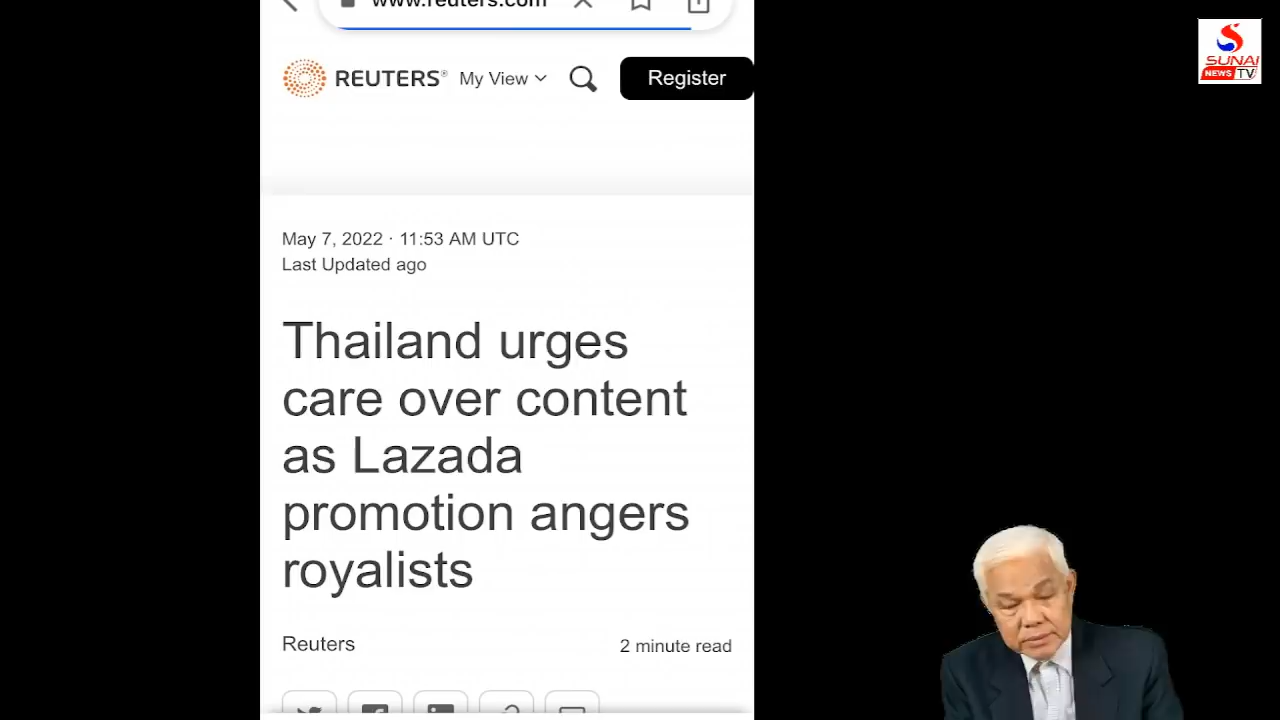 www.reuters.com
REUTERS® My View
Register
SUNAI
NEWS TV
May 7, 2022 · 11:53 AM UTC
Last Updated ago
Thailand urges
care over content
as Lazada
promotion angers
royalists
Reuters
2 minute read